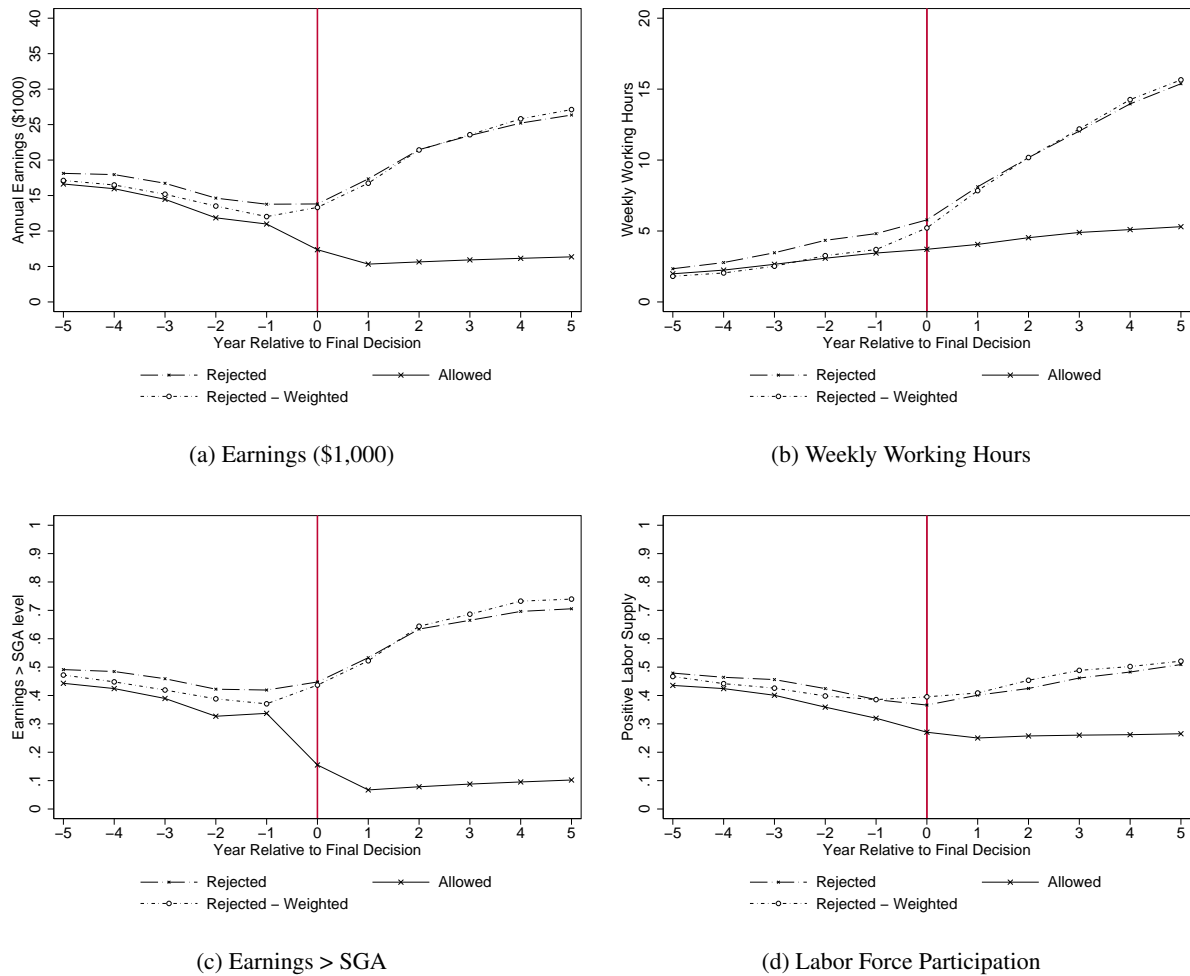 Annual Earnings ($1000)
40
35
30
25
20
15
10
5
0
−5 −4 −3 −2 −1 0 1 2 3 4 5
Year Relative to Final Decision
Rejected Allowed
Rejected − Weighted
(a) Earnings ($1,000)
Weekly Working Hours
20
15
10
5
0
−5 −4 −3 −2 −1 0 1 2 3 4 5
Year Relative to Final Decision
Rejected Allowed
Rejected − Weighted
(b) Weekly Working Hours
Earnings > SGA level
1
.9
.8
.7
.6
.5
.4
.3
.2
.1
0
−5 −4 −3 −2 −1 0 1 2 3 4 5
Year Relative to Final Decision
Rejected Allowed
Rejected − Weighted
(c) Earnings > SGA
Positive Labor Supply
1
.9
.8
.7
.6
.5
.4
.3
.2
.1
0
−5 −4 −3 −2 −1 0 1 2 3 4 5
Year Relative to Final Decision
Rejected Allowed
Rejected − Weighted
(d) Labor Force Participation